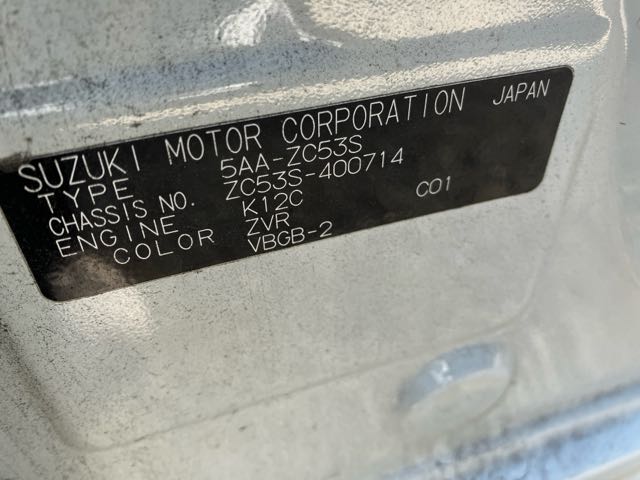 SUZUKI MOTOR CORPORATION JAPAN
TYPE 5AA-ZC53S
CHASSIS NO. ZC53S-400714
ENGINE K12C C01
COLOR ZVR
VBGB-2